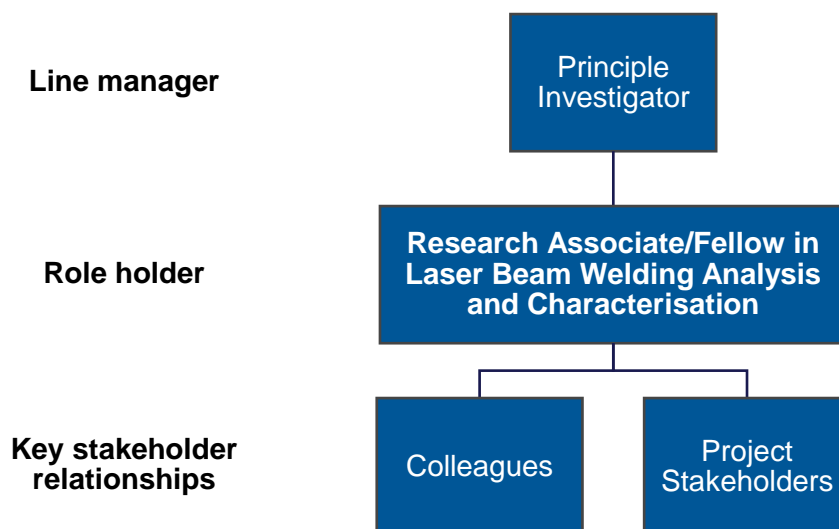 Line manager
Principle
Investigator
Role holder
Research Associate/Fellow in
Laser Beam Welding Analysis
and Characterisation
Key stakeholder
relationships
Colleagues
Project
Stakeholders